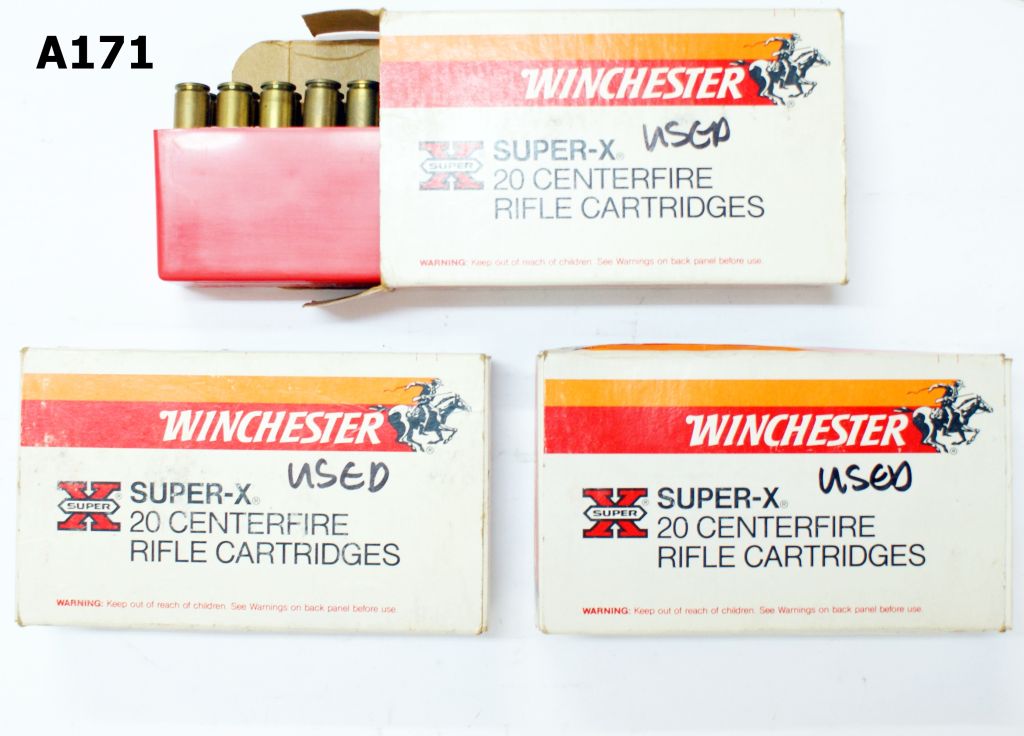 A171
WINCHESTER
USED
X SUPER
SUPER-X®
20 CENTERFIRE
RIFLE CARTRIDGES
WARNING: Keep out of reach of children. See Warnings on back panel before use.
WINCHESTER
USED
X SUPER
SUPER-X®
20 CENTERFIRE
RIFLE CARTRIDGES
WARNING: Keep out of reach of children. See Warnings on back panel before use.
WINCHESTER
USED
X SUPER
SUPER-X®
20 CENTERFIRE
RIFLE CARTRIDGES
WARNING: Keep out of reach of children. See Warnings on back panel before use.